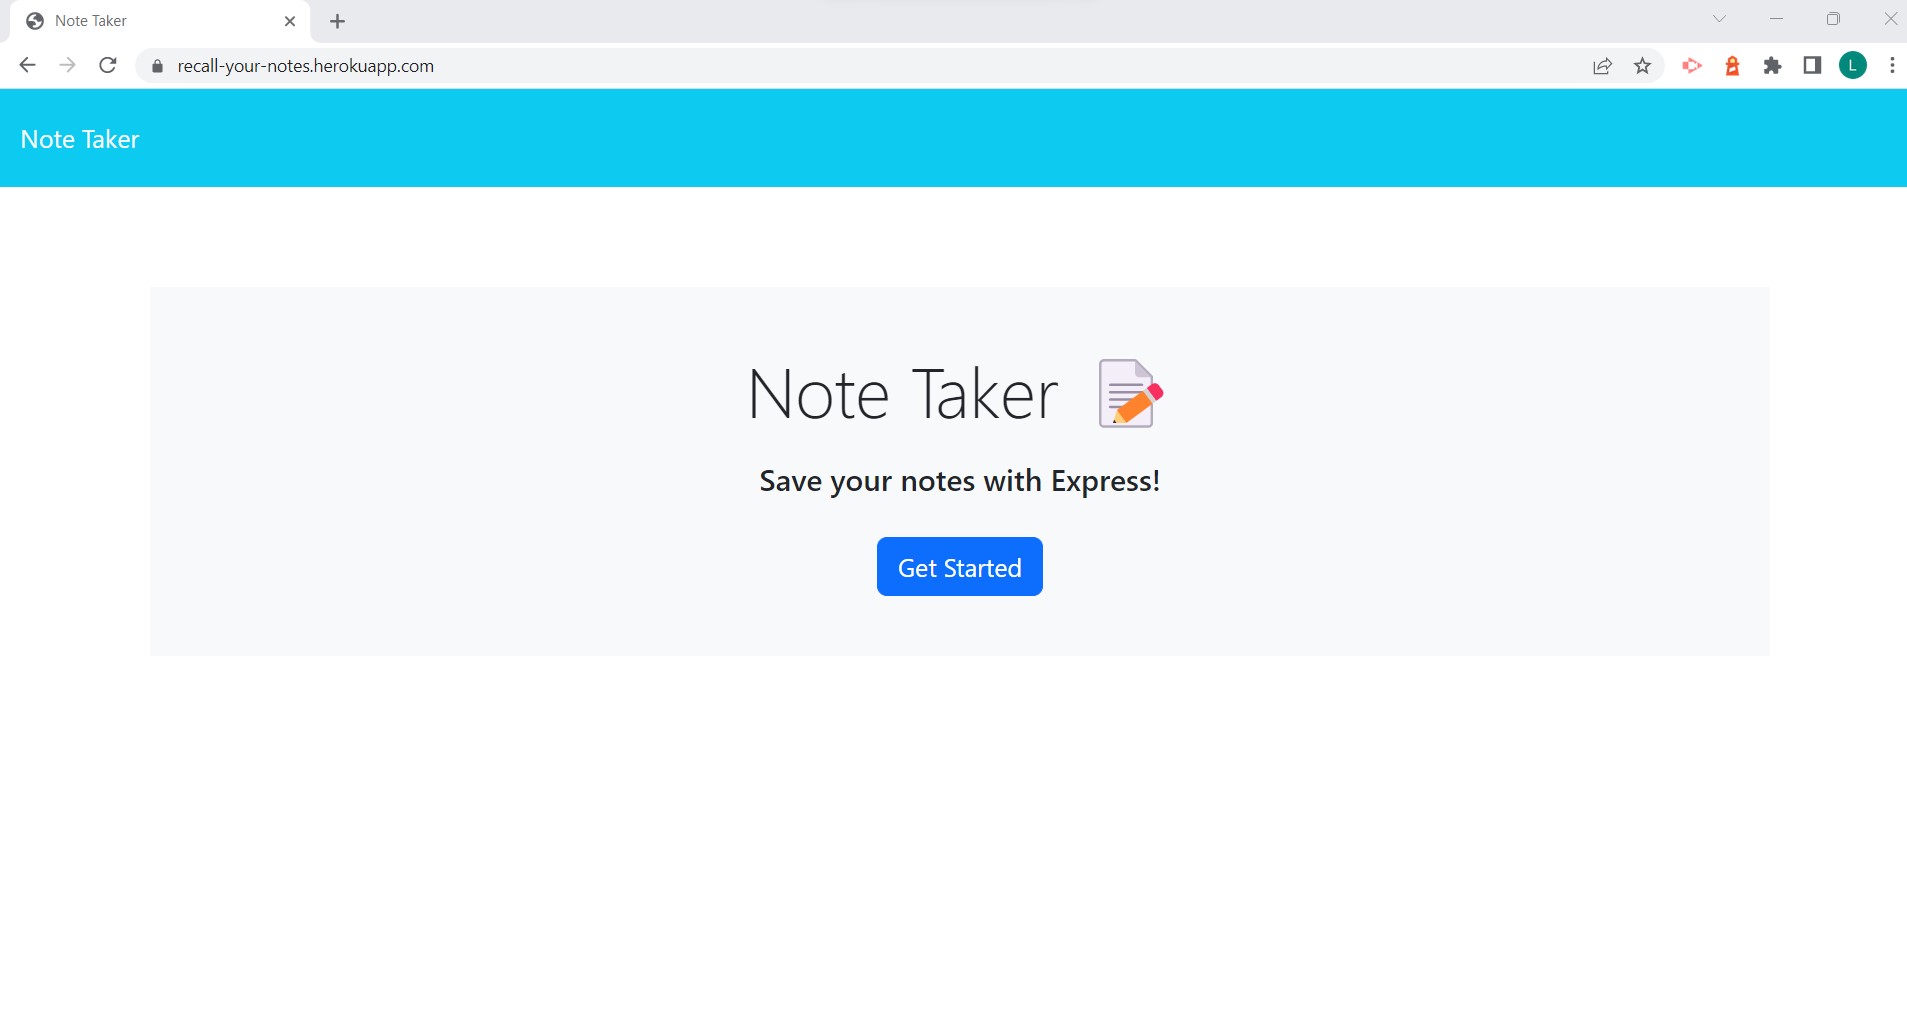 Note Taker
recall-your-notes.herokuapp.com
L
Note Taker
Note Taker
Save your notes with Express!
Get Started